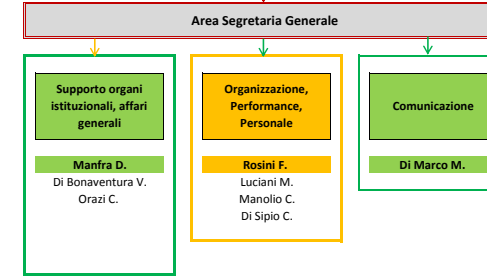 Area Segretaria Generale
Supporto organi
istituzionali, affari
generali
Manfra D.
Di Bonaventura V.
Orazi C.
Organizzazione,
Performance,
Personale
Rosini F.
Luciani M.
Manolio C.
Di Sipio C.
Comunicazione
Di Marco M.